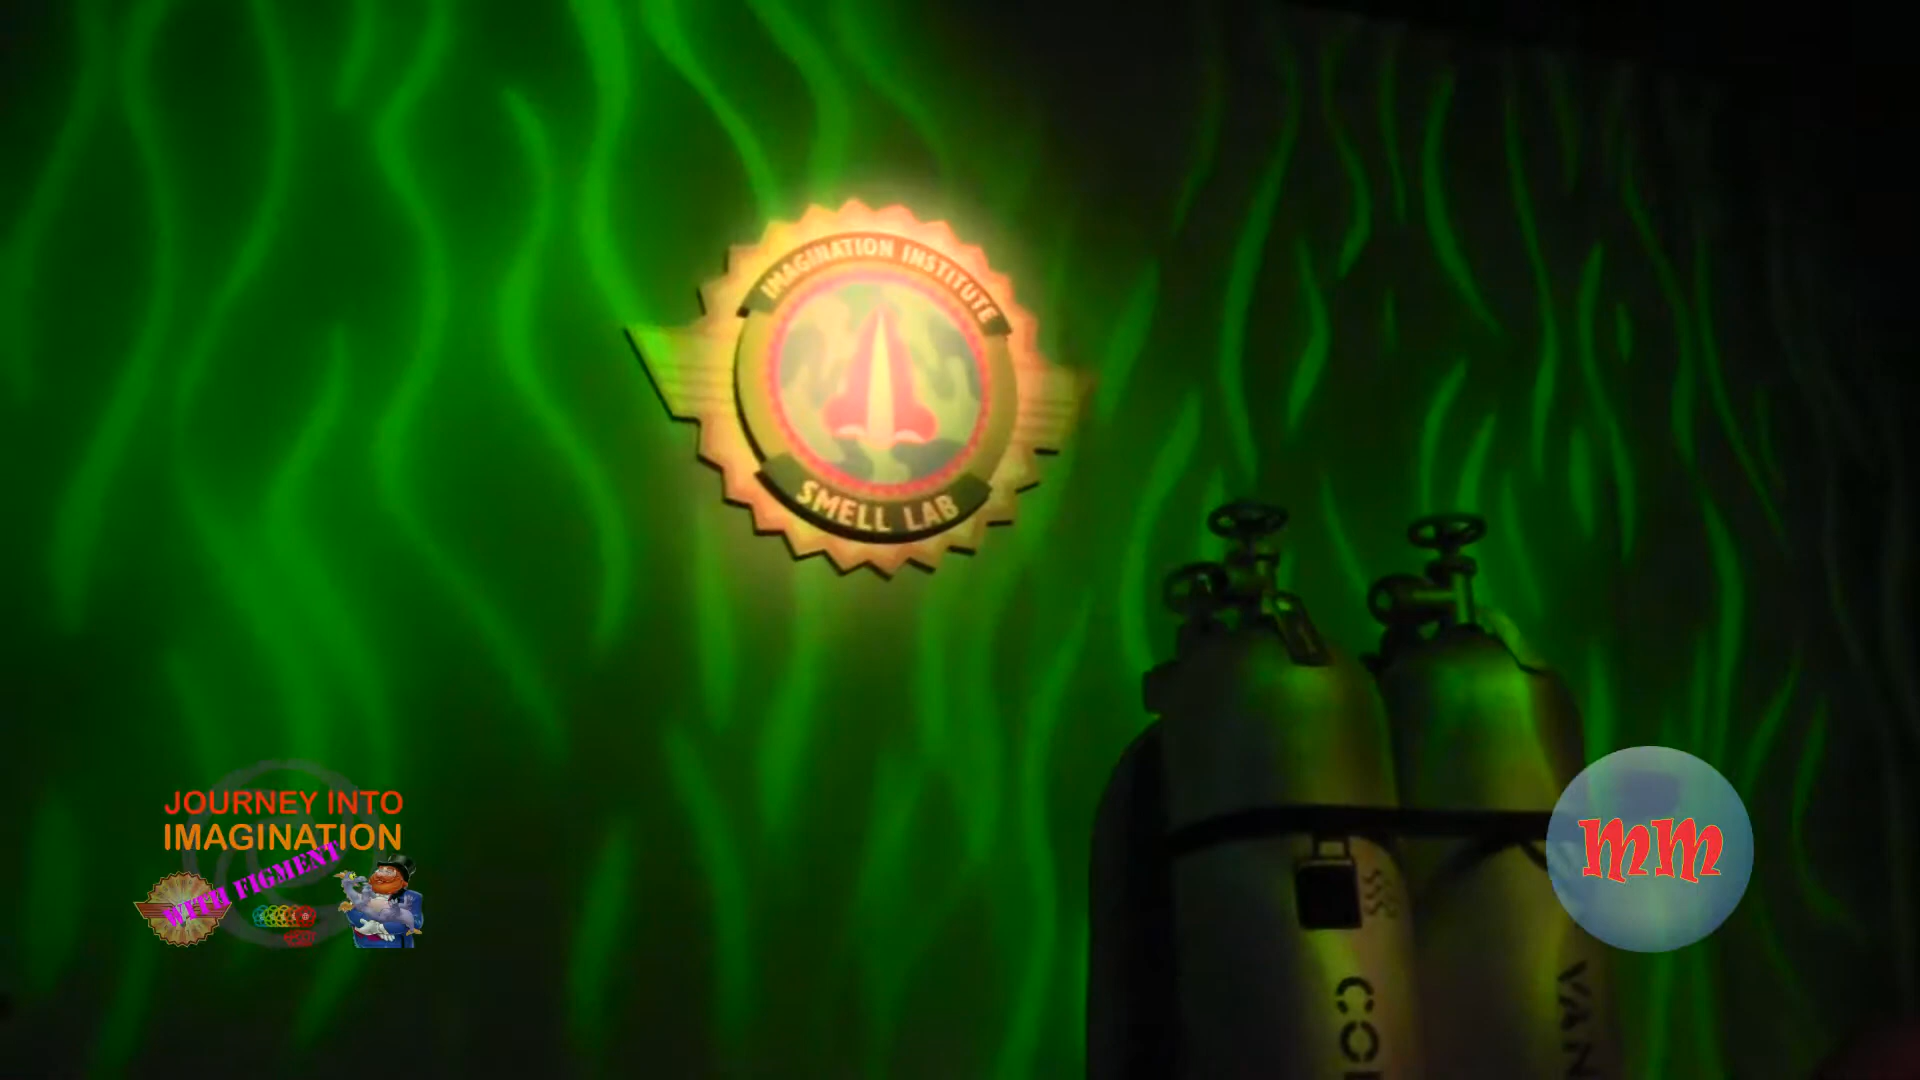 IMAGINATION INSTITUTE
SMELL LAB
JOURNEY INTO
IMAGINATION
WITH FIGMENT
mm